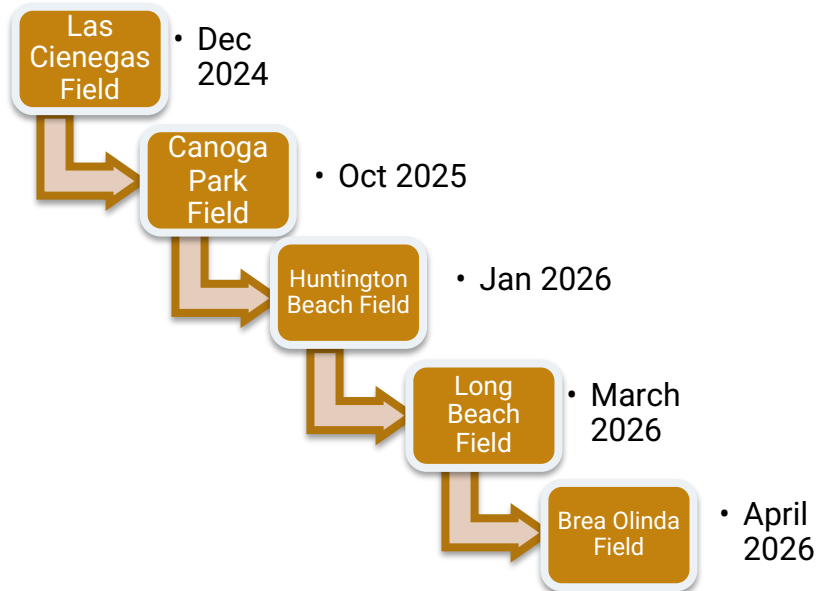 Las
Cienegas
Field
• Dec
2024
Canoga
Park
Field
• Oct 2025
Huntington
Beach Field
• Jan 2026
Long
Beach
Field
• March
2026
Brea Olinda
Field
• April
2026